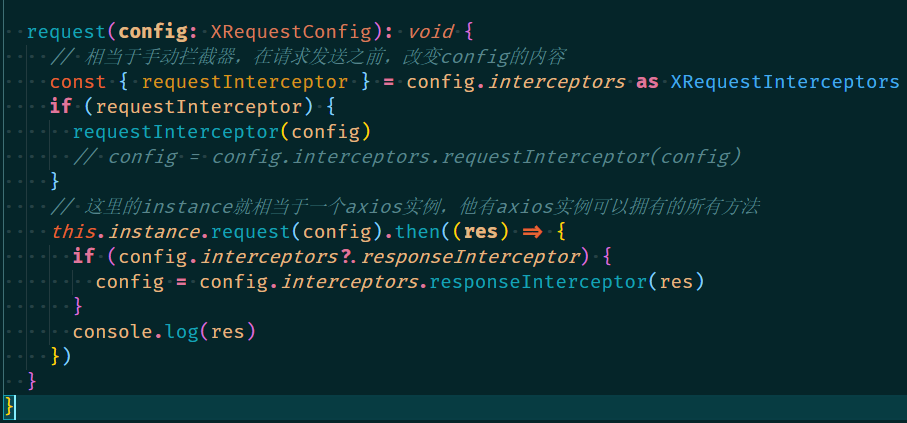 request(config: XRequestConfig): void {
// 相当于手动拦截器，在请求发送之前，改变config的内容
const { requestInterceptor } = config.interceptors as XRequestInterceptors
if (requestInterceptor) {
requestInterceptor(config)
// config = config.interceptors.requestInterceptor(config)
}
// 这里的instance就相当于一个axios实例，他有axios实例可以拥有的所有方法
this.instance.request(config).then((res) => {
if (config.interceptors?.responseInterceptor) {
config = config.interceptors.responseInterceptor(res)
}
console.log(res)
})
}
}